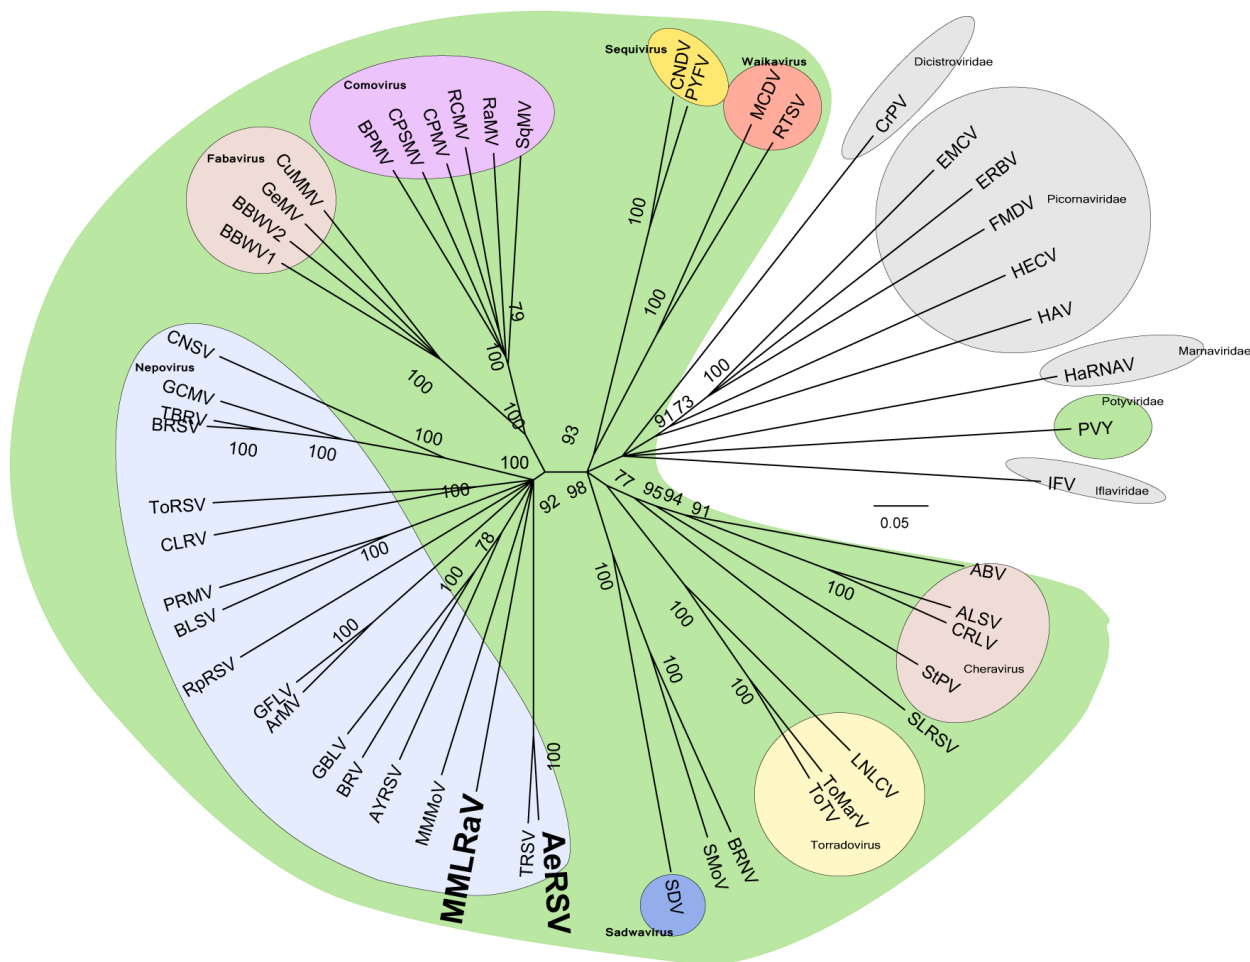 Sequivirus
CNDV
PYFV
Waikavirus
MCDV
RTSV
Dicistroviridae
CrPV
Comovirus
BPMV
CPSMV
CPMV
RCMV
RaMV
SqMV
Fabavirus
CuMMV
GeMV
BBWV2
BBWV1
EMCV
ERBV
Picornaviridae
FMDV
HECV
HAV
Marnaviridae
HaRNAV
Potyviridae
PVY
IFV
Iflaviridae
0.05
100
100
79
100
100
100
93
100
73
91
CNSV
Nepovirus
GCMV
TBRV
BRSV
100
100
100
100
ToRSV
100
CLRV
92
98
77
95
94
91
PRMV
BLSV
100
78
100
RpRSV
GFLV
ArMV
100
GBLV
BRV
AYRSV
MMMoV
MMLRaV
TRSV
AeRSV
100
100
100
100
100
100
ABV
ALSV
CRLV
Cheravirus
StPV
SLRSV
LNLCV
ToMarV
ToTV
Torradovirus
BRNV
SMoV
SDV
Sadwavirus